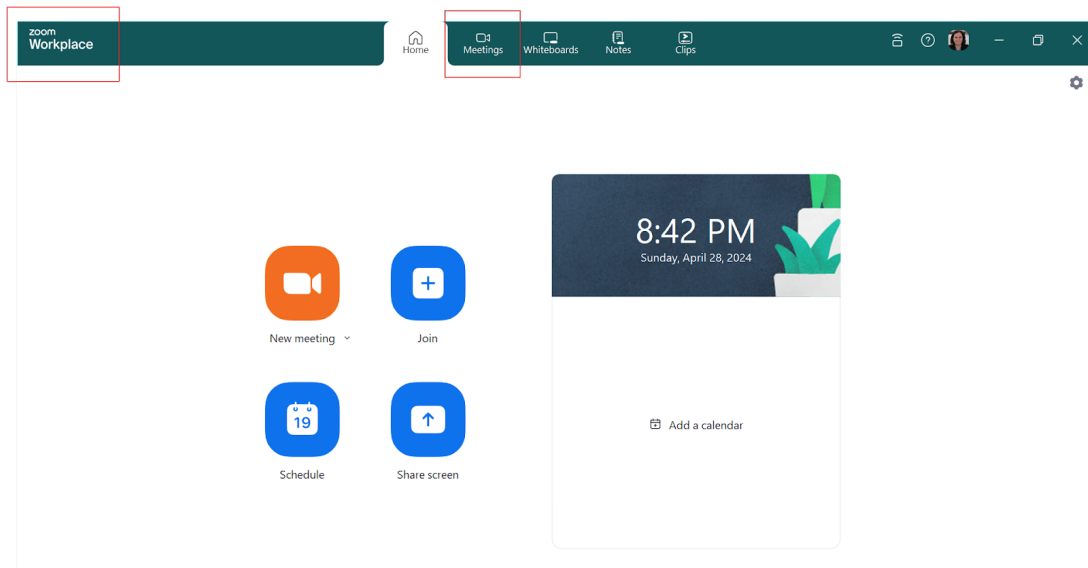 zoom
Workplace
Home
Meetings
Whiteboards
Notes
Clips
8:42 PM
Sunday, April 28, 2024
New meeting
Join
19
Schedule
Share screen
Add a calendar